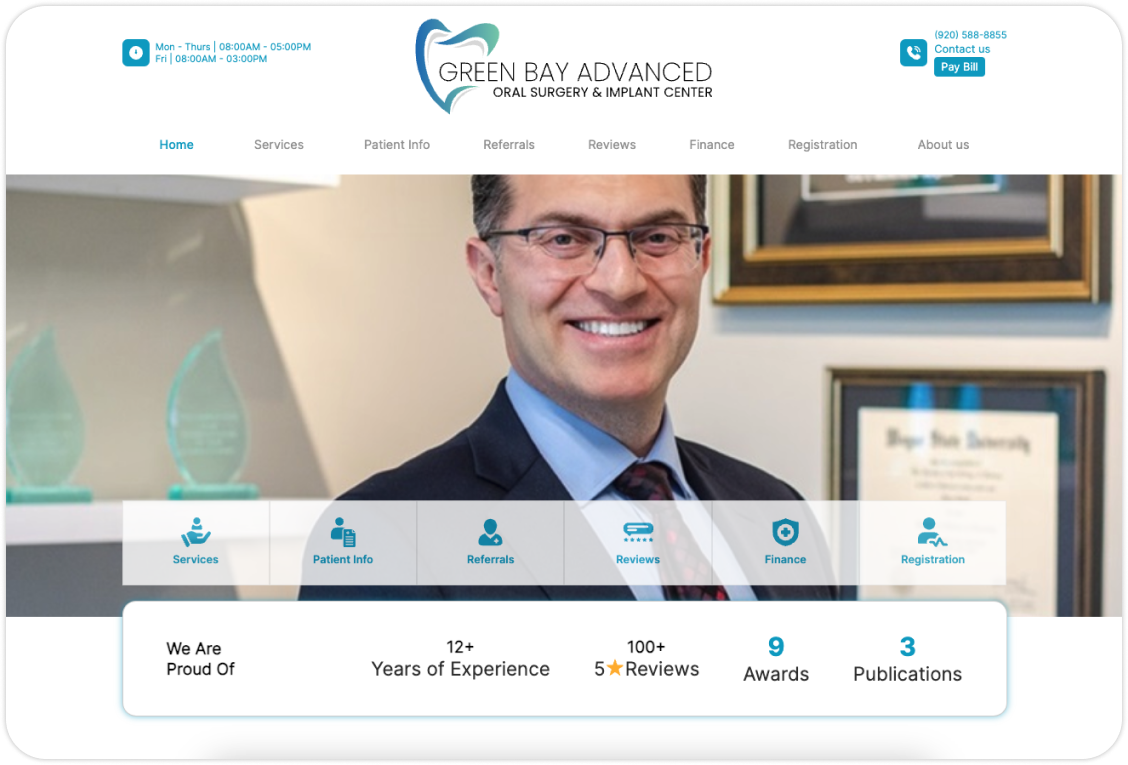 Mon - Thurs | 08:00AM - 05:00PM
Fri | 08:00AM - 03:00PM
GREEN BAY ADVANCED
ORAL SURGERY & IMPLANT CENTER
(920) 588-8855
Contact us
Pay Bill
Home Services Patient Info Referrals Reviews Finance Registration About us
Wayne State University
Services Patient Info Referrals Reviews Finance Registration
We Are
Proud Of
12+
Years of Experience
100+
5★Reviews
9
Awards
3
Publications